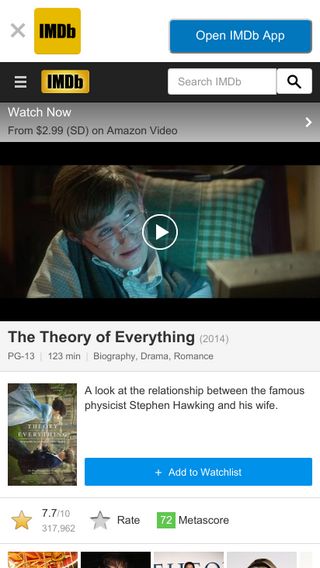 IMDb
Open IMDb App
IMDb
Search IMDb
Watch Now
From $2.99 (SD) on Amazon Video
The Theory of Everything (2014)
PG-13 | 123 min | Biography, Drama, Romance
THEORY
EVERYTHING
A look at the relationship between the famous
physicist Stephen Hawking and his wife.
+ Add to Watchlist
7.7/10
317,962
Rate
72 Metascore